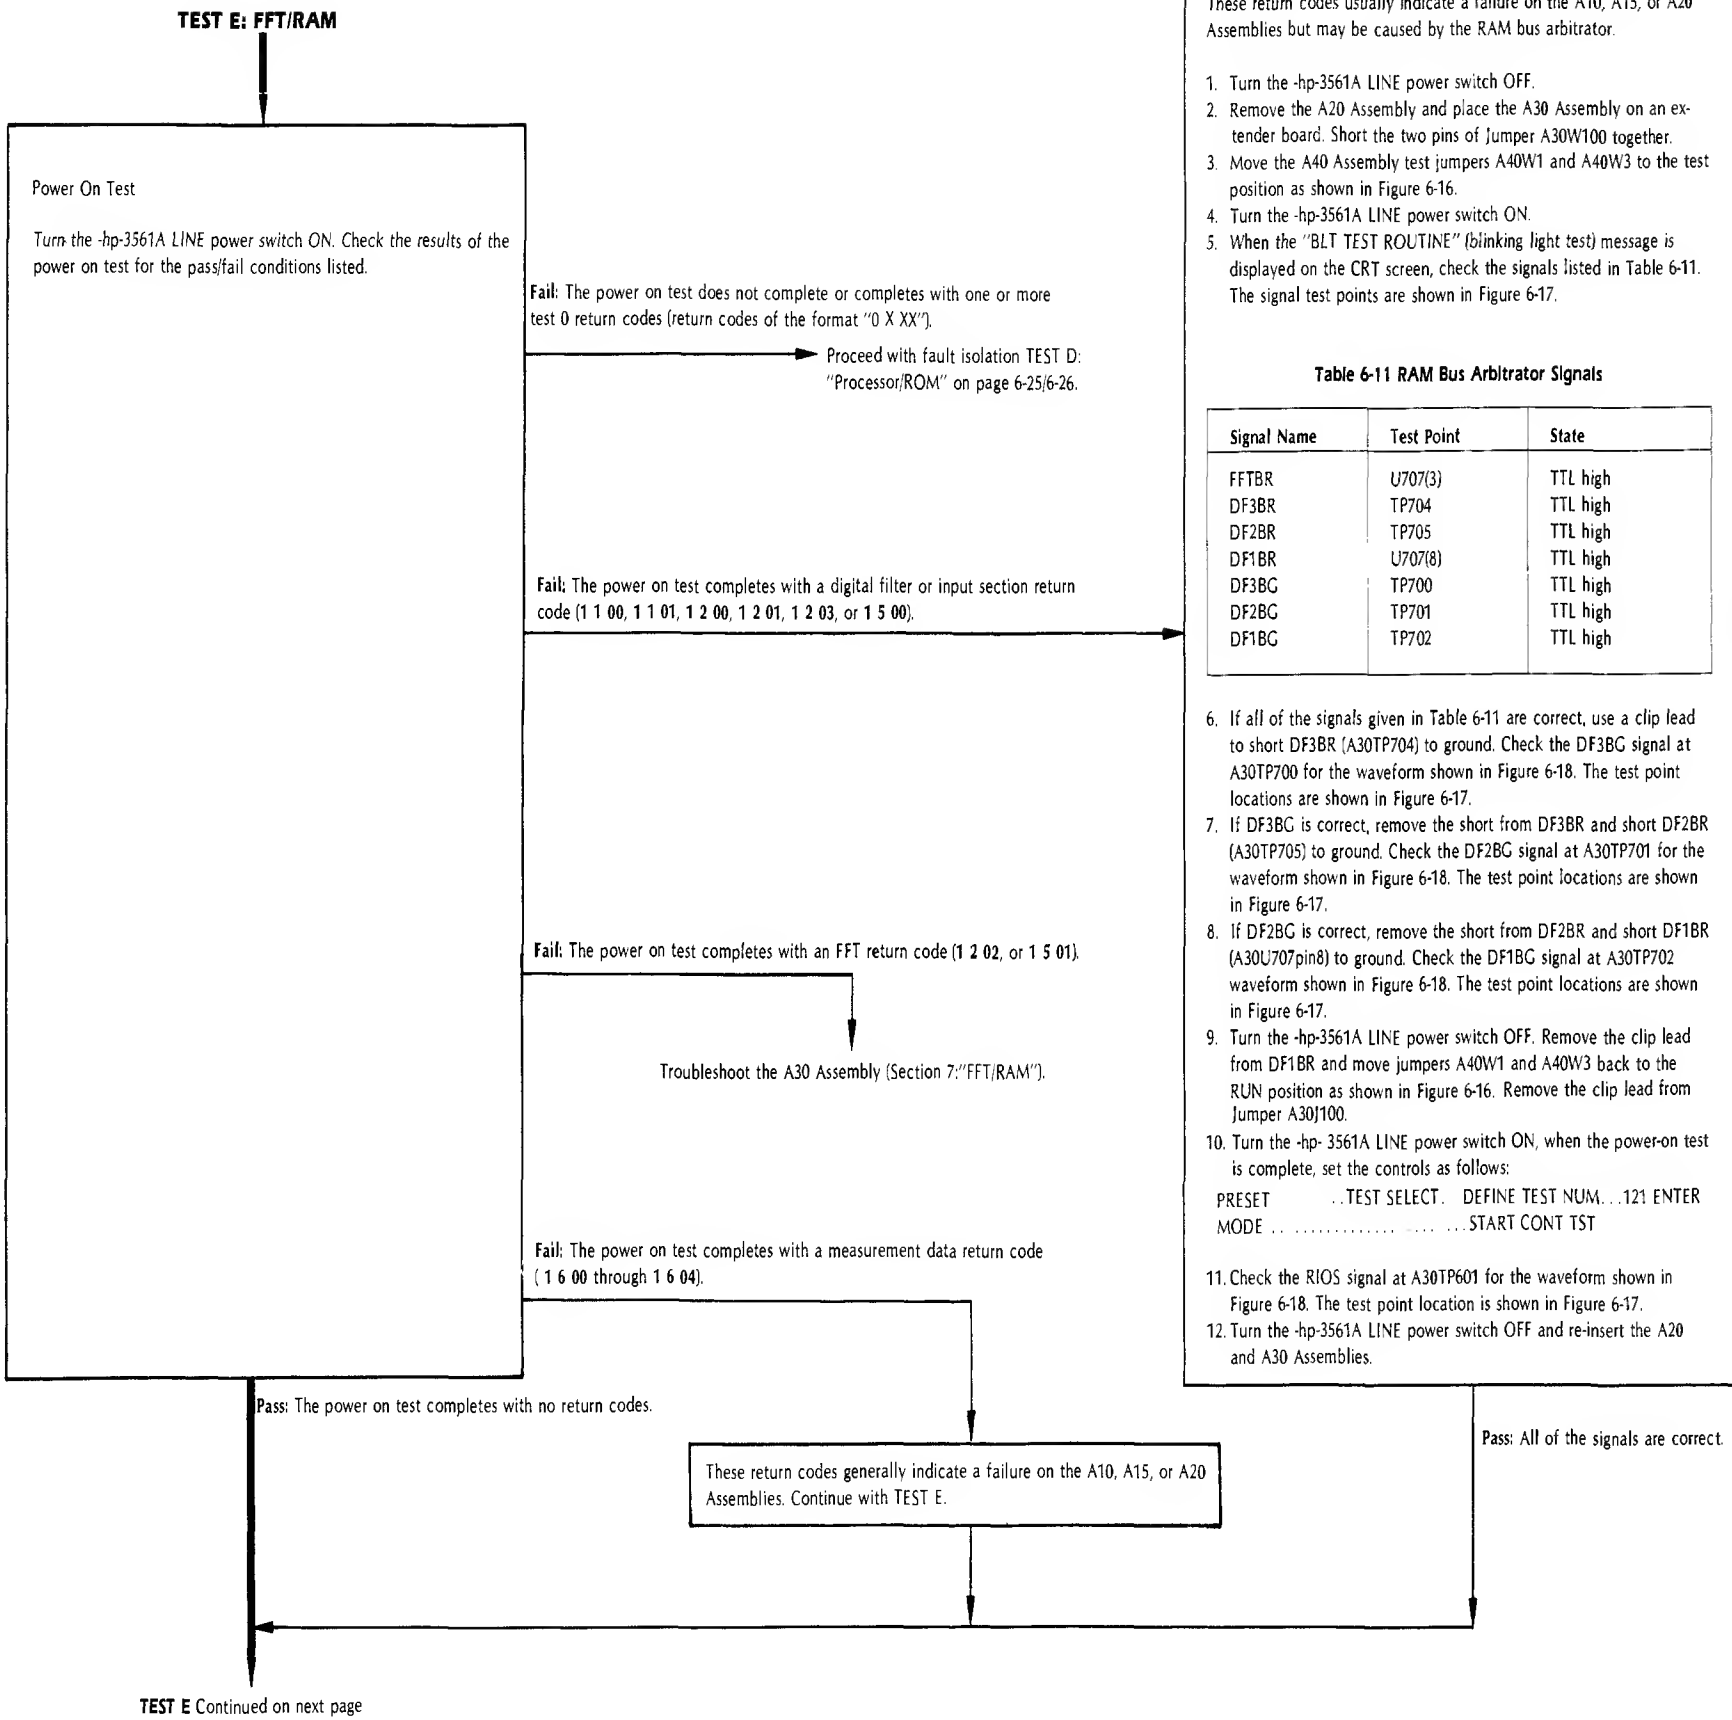 TEST E: FFT/RAM
Power On Test
Turn the -hp-3561A LINE power switch ON. Check the results of the
power on test for the pass/fail conditions listed.
Fail: The power on test does not complete or completes with one or more
test 0 return codes (return codes of the format "0 X XX").
Proceed with fault isolation TEST D:
"Processor/ROM" on page 6-25/6-26.
Fail: The power on test completes with a digital filter or input section return
code (1 1 00, 1 1 01, 1 2 00, 1 2 01, 1 2 03, or 1 5 00).
Fail: The power on test completes with an FFT return code (1 2 02, or 1 5 01).
Troubleshoot the A30 Assembly (Section 7:"FFT/RAM").
Fail: The power on test completes with a measurement data return code
( 1 6 00 through 1 6 04).
Pass: The power on test completes with no return codes.
These return codes generally indicate a failure on the A10, A15, or A20
Assemblies. Continue with TEST E.
TEST E Continued on next page
These return codes usually indicate a failure on the A10, A15, or A20
Assemblies but may be caused by the RAM bus arbitrator.
1. Turn the -hp-3561A LINE power switch OFF.
2. Remove the A20 Assembly and place the A30 Assembly on an ex-
tender board. Short the two pins of Jumper A30W100 together.
3. Move the A40 Assembly test jumpers A40W1 and A40W3 to the test
position as shown in Figure 6-16.
4. Turn the -hp-3561A LINE power switch ON.
5. When the "BLT TEST ROUTINE" (blinking light test) message is
displayed on the CRT screen, check the signals listed in Table 6-11.
The signal test points are shown in Figure 6-17.
Table 6-11 RAM Bus Arbitrator Signals
Signal Name Test Point State
FFTBR U707(3) TTL high
DF3BR TP704 TTL high
DF2BR TP705 TTL high
DF1BR U707(8) TTL high
DF3BG TP700 TTL high
DF2BG TP701 TTL high
DF1BG TP702 TTL high
6. If all of the signals given in Table 6-11 are correct, use a clip lead
to short DF3BR (A30TP704) to ground. Check the DF3BG signal at
A30TP700 for the waveform shown in Figure 6-18. The test point
locations are shown in Figure 6-17.
7. If DF3BG is correct, remove the short from DF3BR and short DF2BR
(A30TP705) to ground. Check the DF2BG signal at A30TP701 for the
waveform shown in Figure 6-18. The test point locations are shown
in Figure 6-17.
8. If DF2BG is correct, remove the short from DF2BR and short DF1BR
(A30U707pin8) to ground. Check the DF1BG signal at A30TP702
waveform shown in Figure 6-18. The test point locations are shown
in Figure 6-17.
9. Turn the -hp-3561A LINE power switch OFF. Remove the clip lead
from DF1BR and move jumpers A40W1 and A40W3 back to the
RUN position as shown in Figure 6-16. Remove the clip lead from
Jumper A30J100.
10. Turn the -hp- 3561A LINE power switch ON, when the power-on test
is complete, set the controls as follows:
PRESET ..TEST SELECT. DEFINE TEST NUM...121 ENTER
MODE .. .............. .... . ...START CONT TST
11. Check the RIOS signal at A30TP601 for the waveform shown in
Figure 6-18. The test point location is shown in Figure 6-17.
12. Turn the -hp-3561A LINE power switch OFF and re-insert the A20
and A30 Assemblies.
Pass: All of the signals are correct.